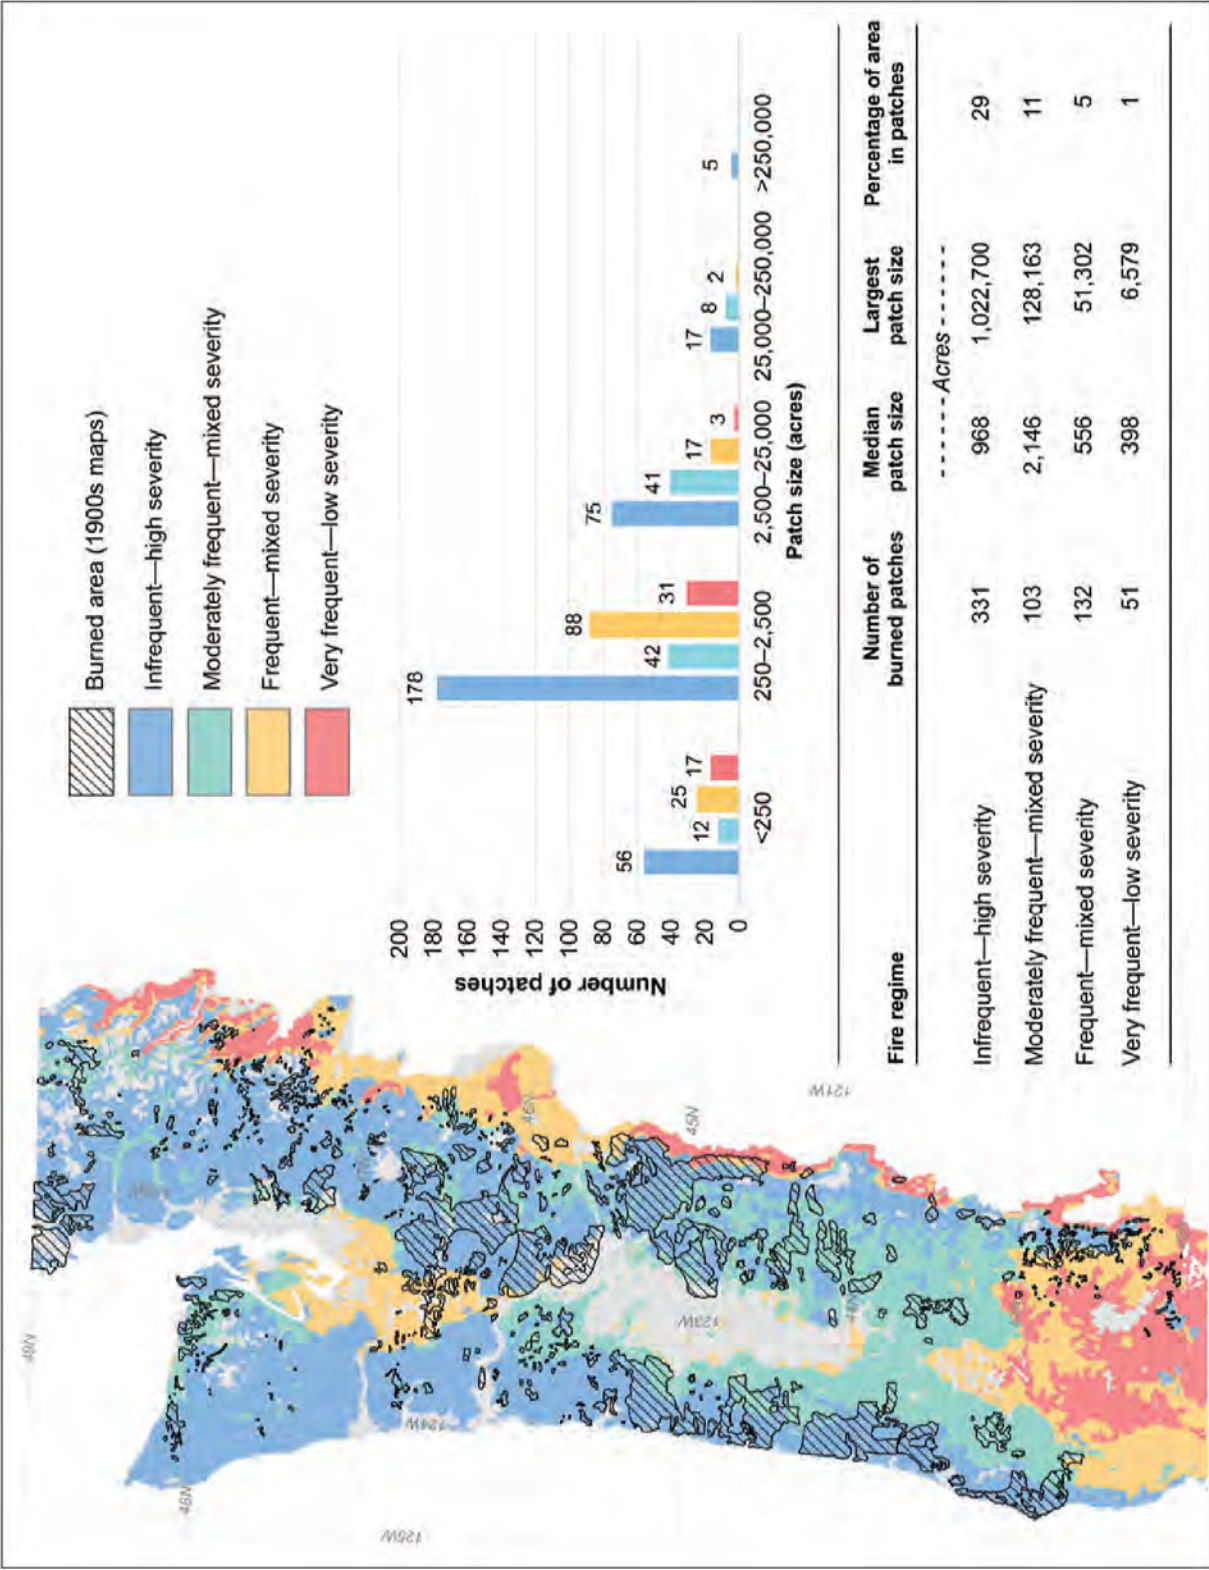 Burned area (1900s maps)
Infrequent—high severity
Moderately frequent—mixed severity
Frequent—mixed severity
Very frequent—low severity
48N
48N
46N
45N
44N
124W
123W
121W
Number of patches
200
180
160
140
120
100
80
60
40
20
0
56
12
25
17
178
42
88
31
75
41
17
3
17
8
2
5
<250
250–2,500
2,500–25,000
25,000–250,000
>250,000
Patch size (acres)
Fire regime
Number of burned patches
Median patch size
Largest patch size
Percentage of area in patches
- - - - - - Acres - - - - - -
Infrequent—high severity 331 968 1,022,700 29
Moderately frequent—mixed severity 103 2,146 128,163 11
Frequent—mixed severity 132 556 51,302 5
Very frequent—low severity 51 398 6,579 1